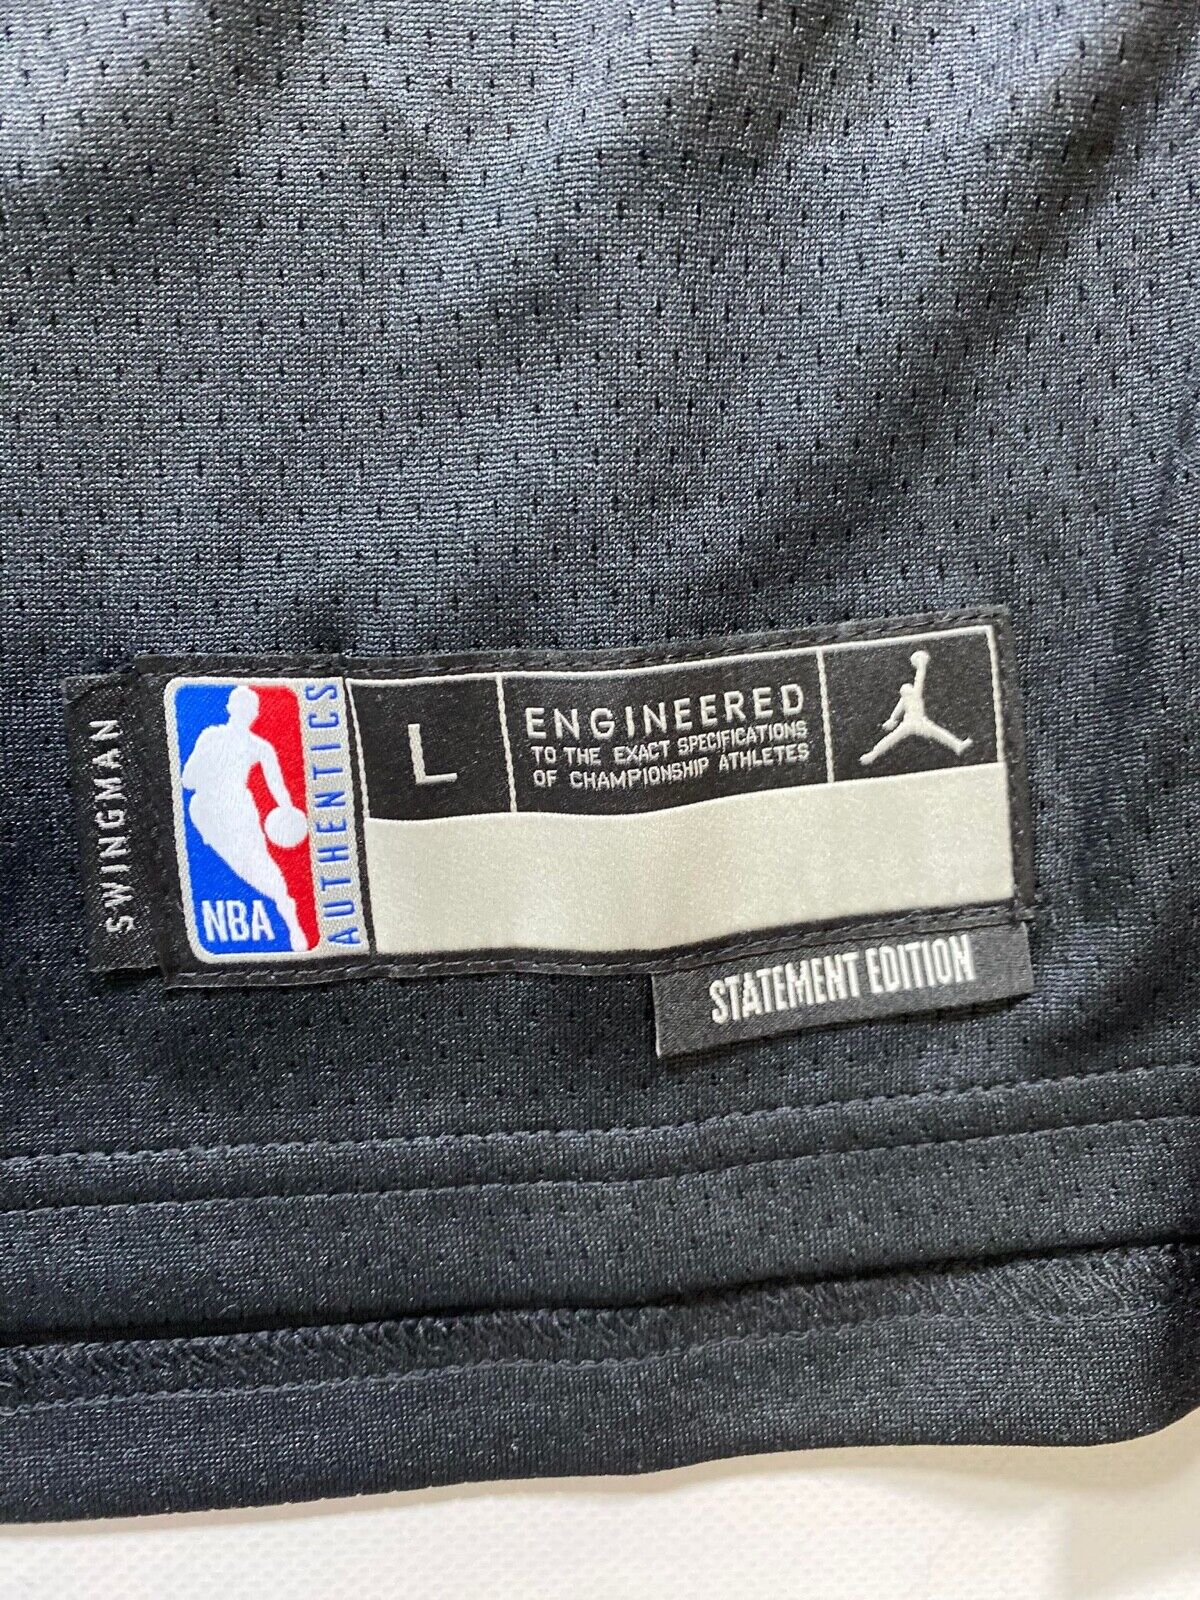 SWINGMAN
NBA
AUTHENTICS
L
ENGINEERED
TO THE EXACT SPECIFICATIONS
OF CHAMPIONSHIP ATHLETES
STATEMENT EDITION